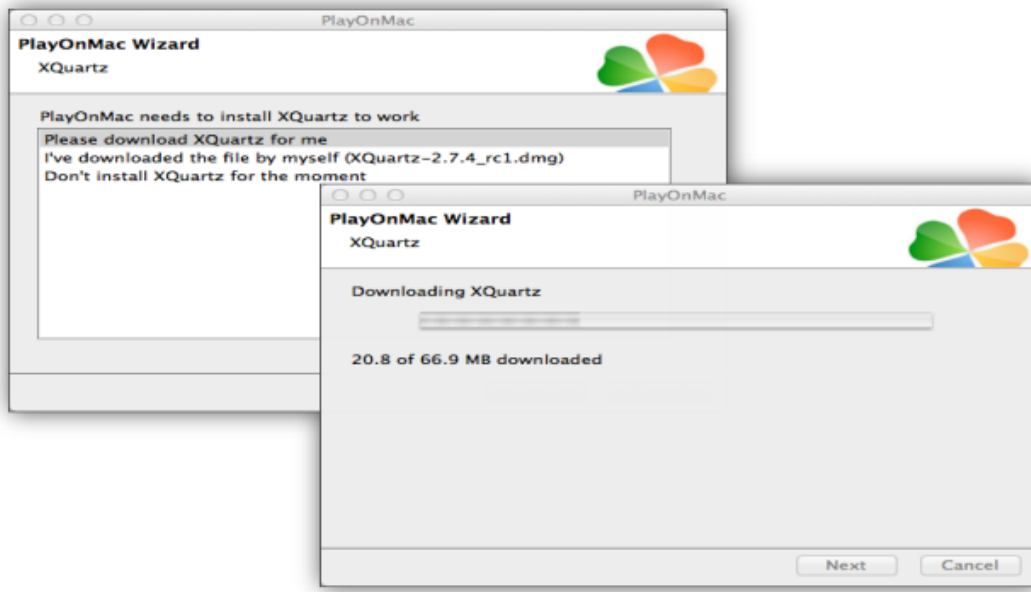 PlayOnMac
PlayOnMac Wizard
XQuartz
PlayOnMac needs to install XQuartz to work
Please download XQuartz for me
I've downloaded the file by myself (XQuartz-2.7.4_rc1.dmg)
Don't install XQuartz for the moment
PlayOnMac
PlayOnMac Wizard
XQuartz
Downloading XQuartz
20.8 of 66.9 MB downloaded
Next Cancel